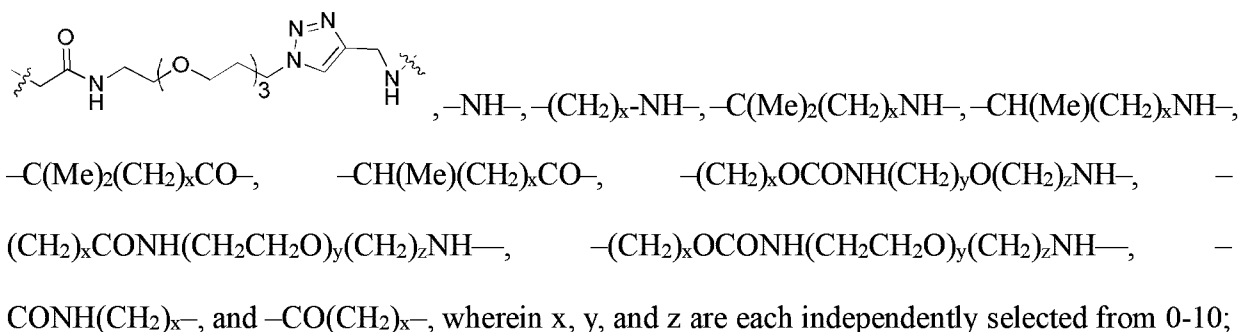 O N H O 3 N N N N H , –NH–, –(CH₂)ₓ-NH–, –C(Me)₂(CH₂)ₓNH–, –CH(Me)(CH₂)ₓNH–,
–C(Me)₂(CH₂)ₓCO–, –CH(Me)(CH₂)ₓCO–, –(CH₂)ₓOCONH(CH₂)ᵧO(CH₂)zNH–, –
(CH₂)ₓCONH(CH₂CH₂O)ᵧ(CH₂)zNH—, –(CH₂)ₓOCONH(CH₂CH₂O)ᵧ(CH₂)zNH—, –
CONH(CH₂)ₓ–, and –CO(CH₂)ₓ–, wherein x, y, and z are each independently selected from 0-10;